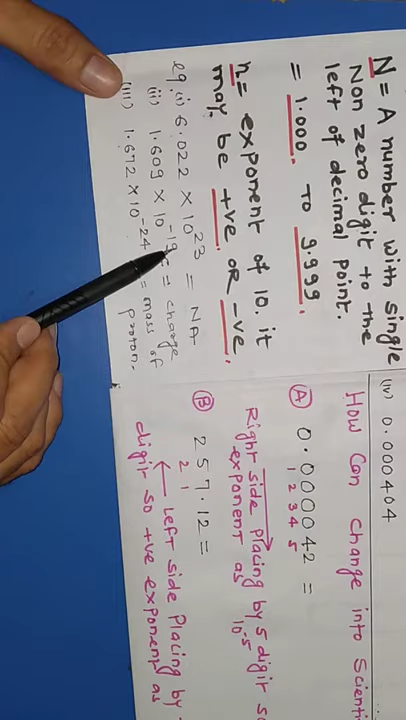 N = A number with single
Non zero digit to the
left of decimal point.
= 1.000. To 9.999.
n = exponent of 10. it
may be +ve OR -ve
eg (i) 6.022 × 10^23 = NA
(ii) 1.609 × 10^-19 = charge
(iii) 1.672 × 10^-24 = mass of
proton.
(iv) 0.000404
How Can change into Scienti
(A) 0.000042 =
1 2 3 4 5
Right side placing by 5 digit so
exponent as 10^-5
(B) 257.12 =
2 1
← Left side Placing by
digit so +ve exponent as